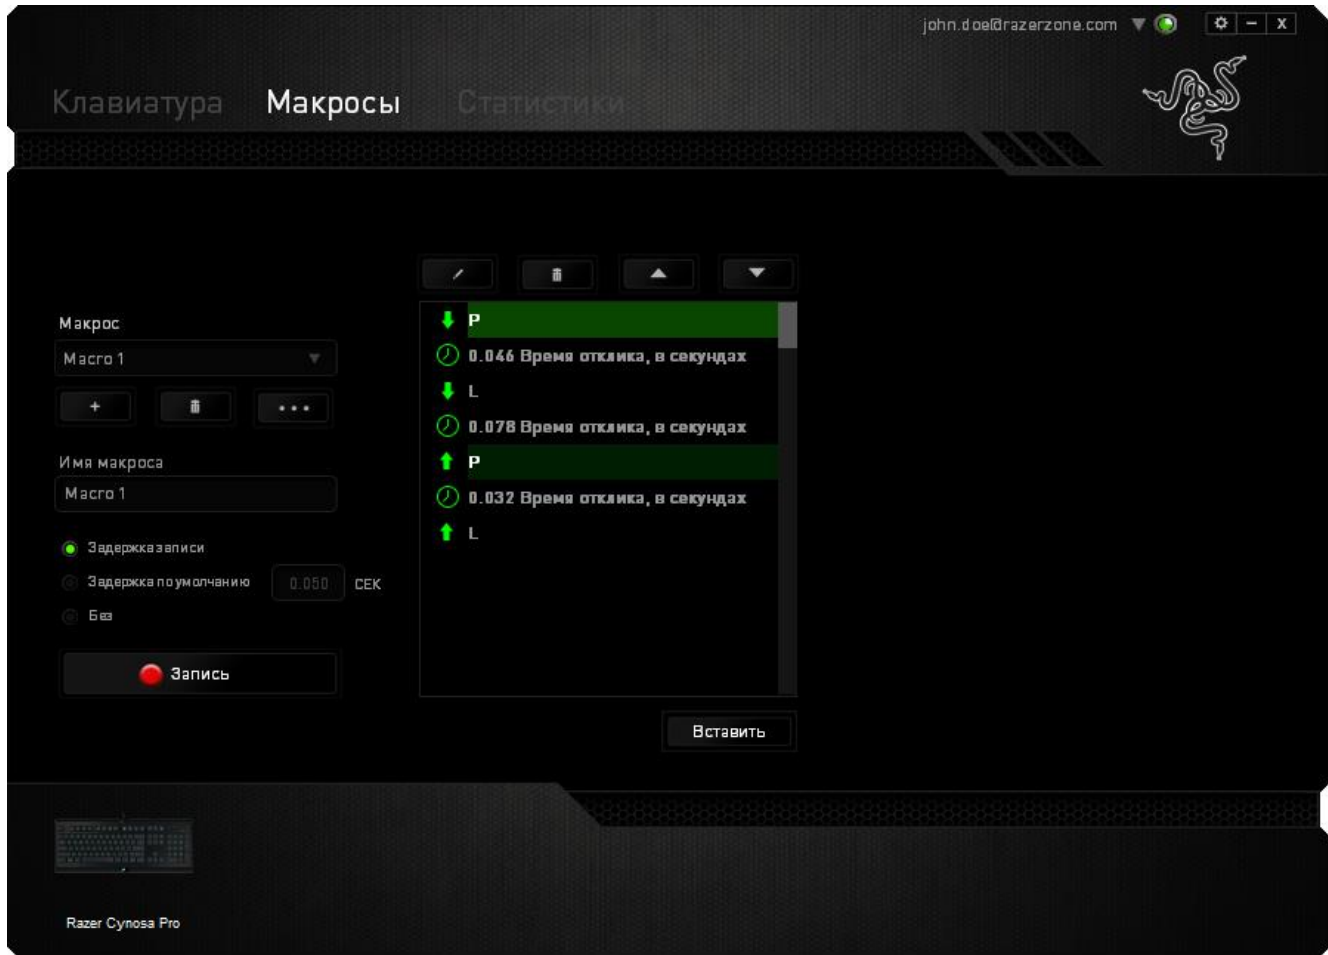 john.doe@razerzone.com
Клавиатура Макросы Статистики
Макрос
Macro 1
Имя макроса
Macro 1
Задержка записи
Задержка по умолчанию 0.050 СЕК
Без
Запись
P
0.046 Время отклика, в секундах
L
0.078 Время отклика, в секундах
P
0.032 Время отклика, в секундах
L
Вставить
Razer Cynosa Pro